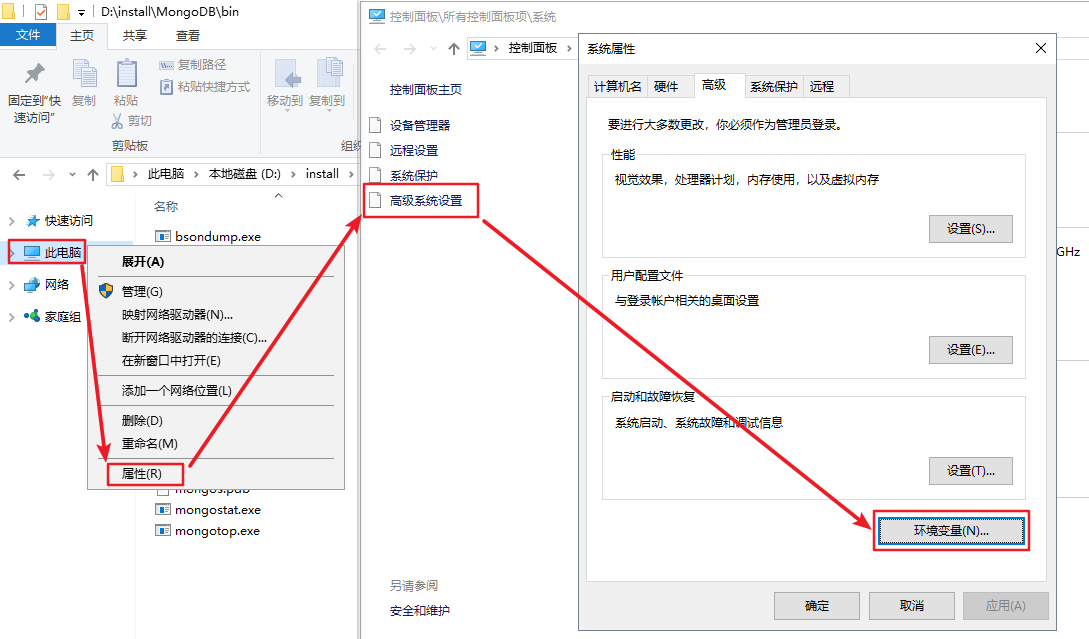 D:\install\MongoDB\bin
文件
主页
共享
查看
固定到"快
速访问"
复制
粘贴
复制路径
粘贴快捷方式
剪切
移动到
复制到
剪贴板
组织
此电脑
本地磁盘 (D:)
install
名称
快速访问
此电脑
网络
家庭组
bsondump.exe
展开(A)
管理(G)
映射网络驱动器(N)...
断开网络驱动器的连接(C)...
在新窗口中打开(E)
添加一个网络位置(L)
删除(D)
重命名(M)
属性(R)
mongos.pdb
mongostat.exe
mongotop.exe
控制面板\所有控制面板项\系统
控制面板
控制面板主页
设备管理器
远程设置
系统保护
高级系统设置
另请参阅
安全和维护
系统属性
计算机名
硬件
高级
系统保护
远程
要进行大多数更改，你必须作为管理员登录。
性能
视觉效果，处理器计划，内存使用，以及虚拟内存
设置(S)...
用户配置文件
与登录帐户相关的桌面设置
设置(E)...
启动和故障恢复
系统启动、系统故障和调试信息
设置(T)...
环境变量(N)...
确定
取消
应用(A)
GHz